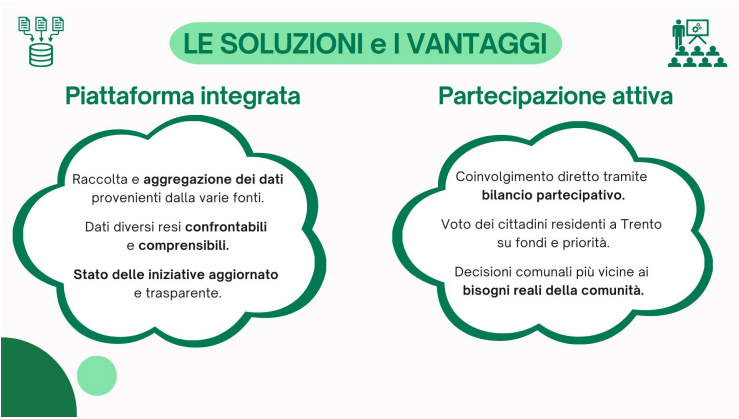 LE SOLUZIONI e I VANTAGGI
Piattaforma integrata
Raccolta e aggregazione dei dati
provenienti dalla varie fonti.
Dati diversi resi confrontabili
e comprensibili.
Stato delle iniziative aggiornato
e trasparente.
Partecipazione attiva
Coinvolgimento diretto tramite
bilancio partecipativo.
Voto dei cittadini residenti a Trento
su fondi e priorità.
Decisioni comunali più vicine ai
bisogni reali della comunità.